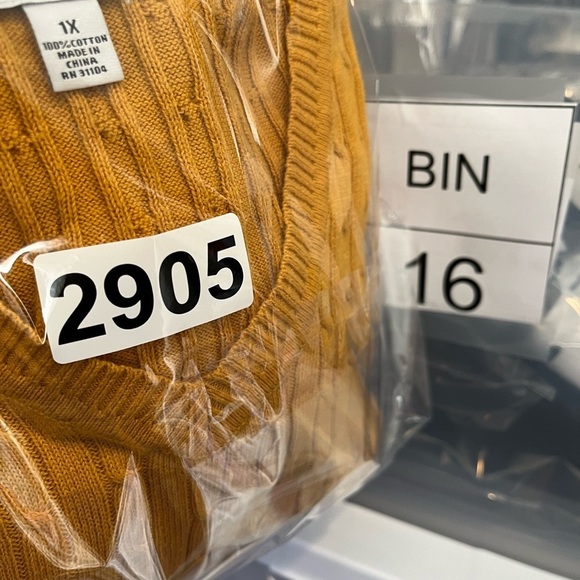 1X
100%COTTON
MADE IN
CHINA
RN 31104
2905
BIN
16